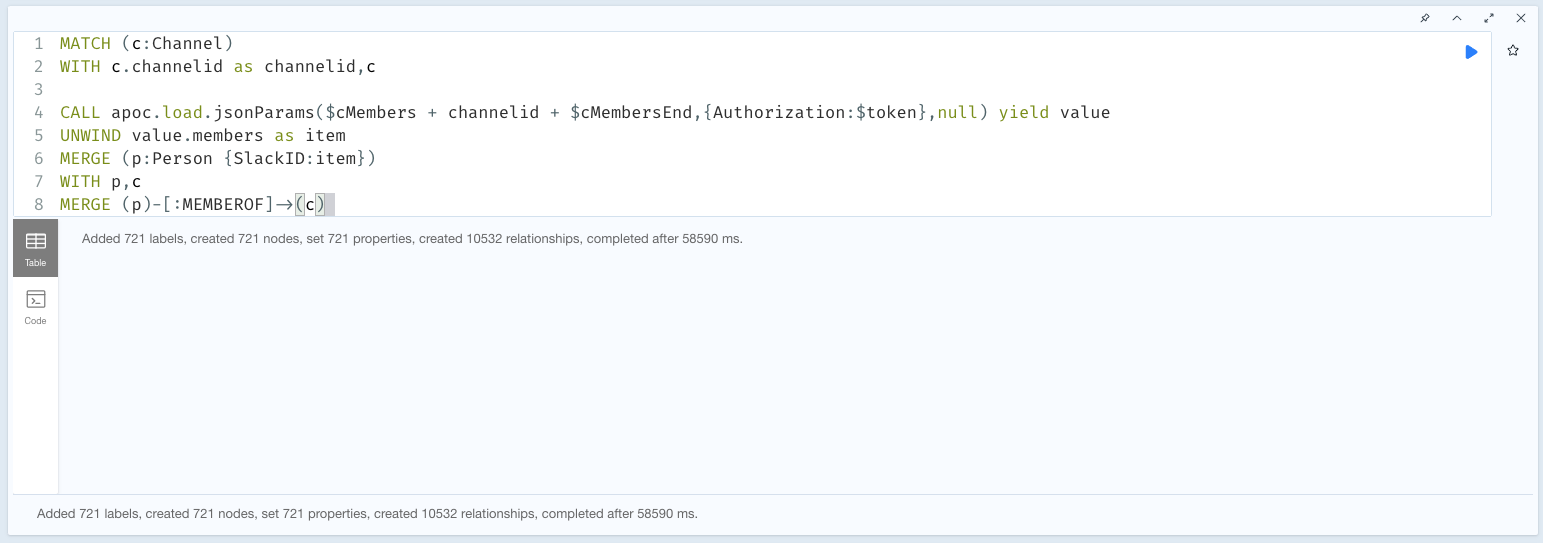 1 MATCH (c:Channel)
2 WITH c.channelid as channelid,c
3
4 CALL apoc.load.jsonParams($cMembers + channelid + $cMembersEnd,{Authorization:$token},null) yield value
5 UNWIND value.members as item
6 MERGE (p:Person {SlackID:item})
7 WITH p,c
8 MERGE (p)-[:MEMBEROF]->(c)
Table
Added 721 labels, created 721 nodes, set 721 properties, created 10532 relationships, completed after 58590 ms.
Code
Added 721 labels, created 721 nodes, set 721 properties, created 10532 relationships, completed after 58590 ms.